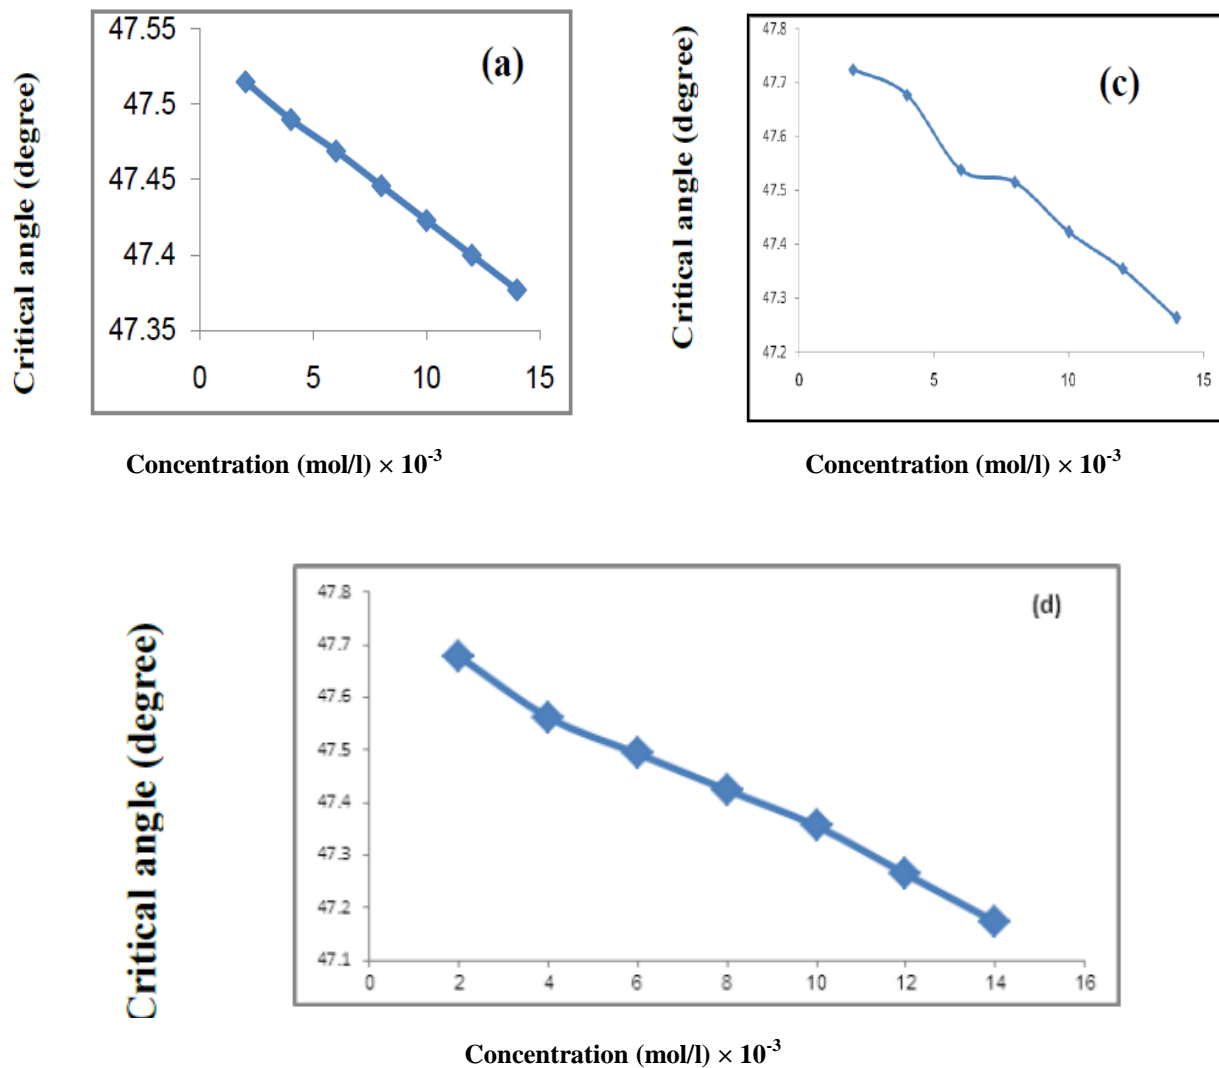 Critical angle (degree)
47.55
47.5
47.45
47.4
47.35
(a)
0 5 10 15
Concentration (mol/l) × 10-3
Critical angle (degree)
47.8
47.7
47.6
47.5
47.4
47.3
47.2
(c)
0 5 10 15
Concentration (mol/l) × 10-3
Critical angle (degree)
47.8
47.7
47.6
47.5
47.4
47.3
47.2
47.1
(d)
0 2 4 6 8 10 12 14 16
Concentration (mol/l) × 10-3